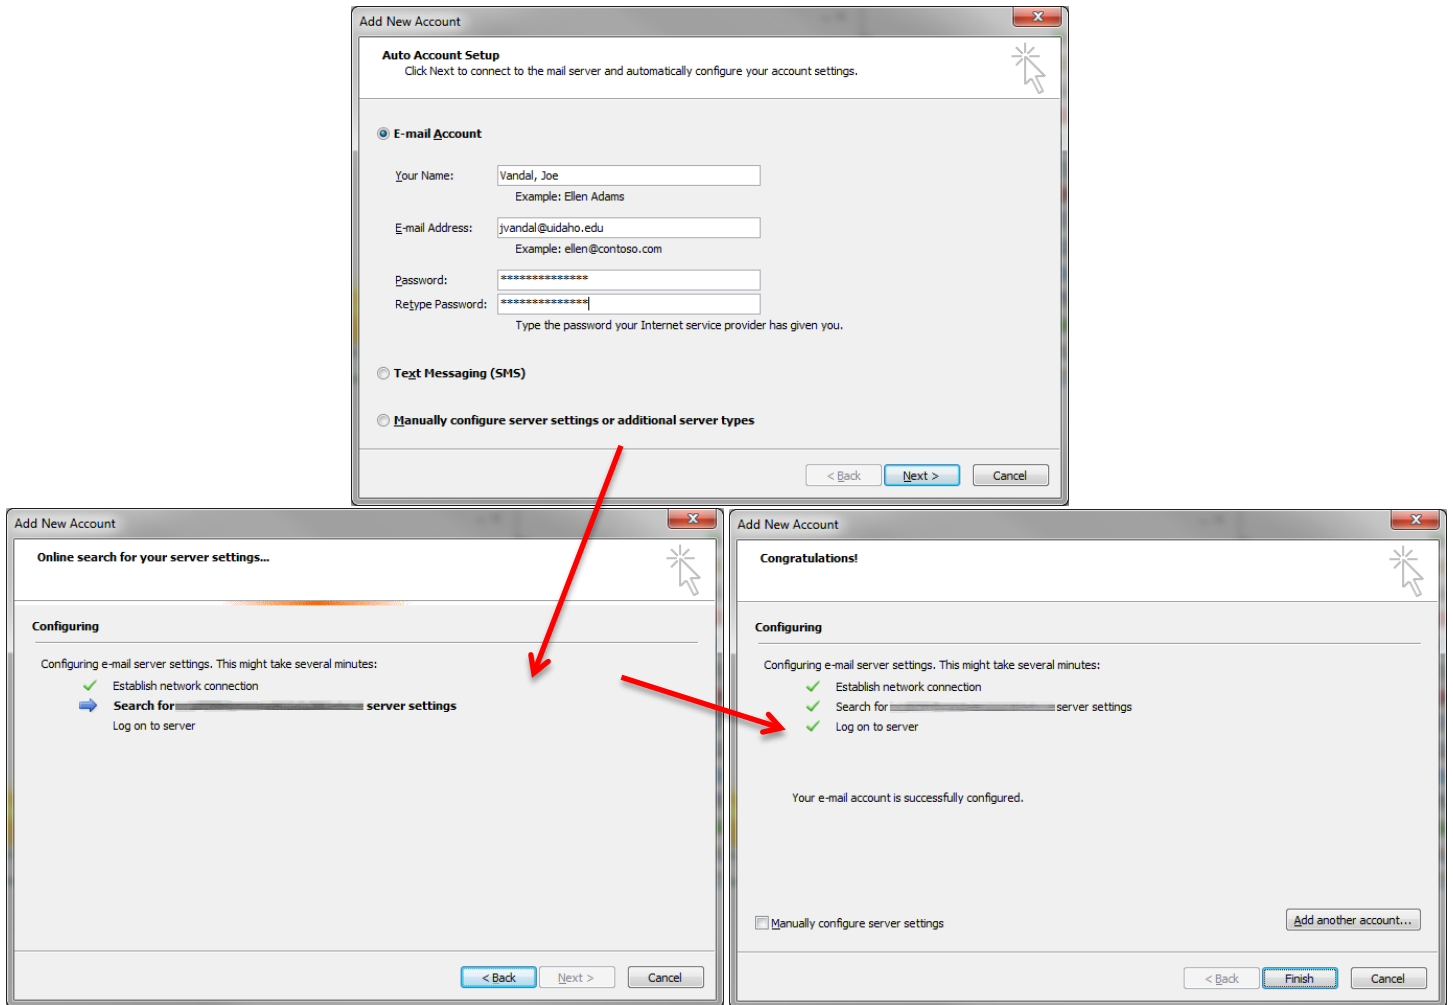 Add New Account
Auto Account Setup
Click Next to connect to the mail server and automatically configure your account settings.
E-mail Account
Your Name: Vandal, Joe
Example: Ellen Adams
E-mail Address: jvandal@uidaho.edu
Example: ellen@contoso.com
Password: **************
Retype Password: **************
Type the password your Internet service provider has given you.
Text Messaging (SMS)
Manually configure server settings or additional server types
< Back Next > Cancel
Add New Account
Online search for your server settings...
Configuring
Configuring e-mail server settings. This might take several minutes:
Establish network connection
Search for server settings
Log on to server
< Back Next > Cancel
Add New Account
Congratulations!
Configuring
Configuring e-mail server settings. This might take several minutes:
Establish network connection
Search for server settings
Log on to server
Your e-mail account is successfully configured.
Manually configure server settings
Add another account...
< Back Finish Cancel